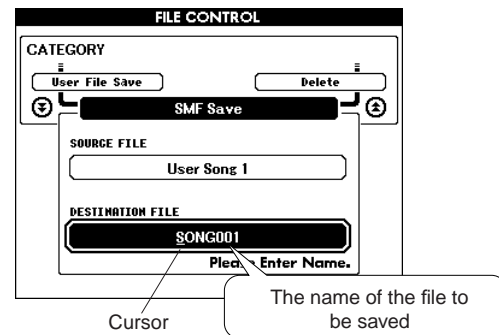 FILE CONTROL
CATEGORY
User File Save
Delete
SMF Save
SOURCE FILE
User Song 1
DESTINATION FILE
SONG001
Please Enter Name.
Cursor
The name of the file to
be saved